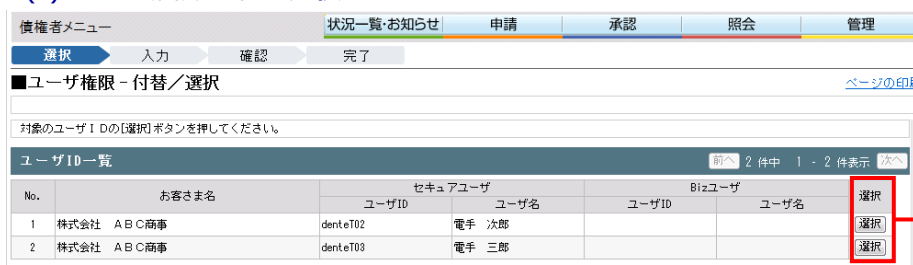 債権者メニュー 状況一覧・お知らせ 申請 承認 照会 管理
選択 入力 確認 完了
■ユーザ権限－付替／選択 ページの印刷
対象のユーザＩＤの[選択]ボタンを押してください。
ユーザID一覧 前へ 2 件中 1 - 2 件表示 次へ
No. お客さま名 セキュアユーザ Bizユーザ 選択
ユーザID ユーザ名 ユーザID ユーザ名
1 株式会社 ＡＢＣ商事 denteT02 電手 次郎 選択
2 株式会社 ＡＢＣ商事 denteT03 電手 三郎 選択